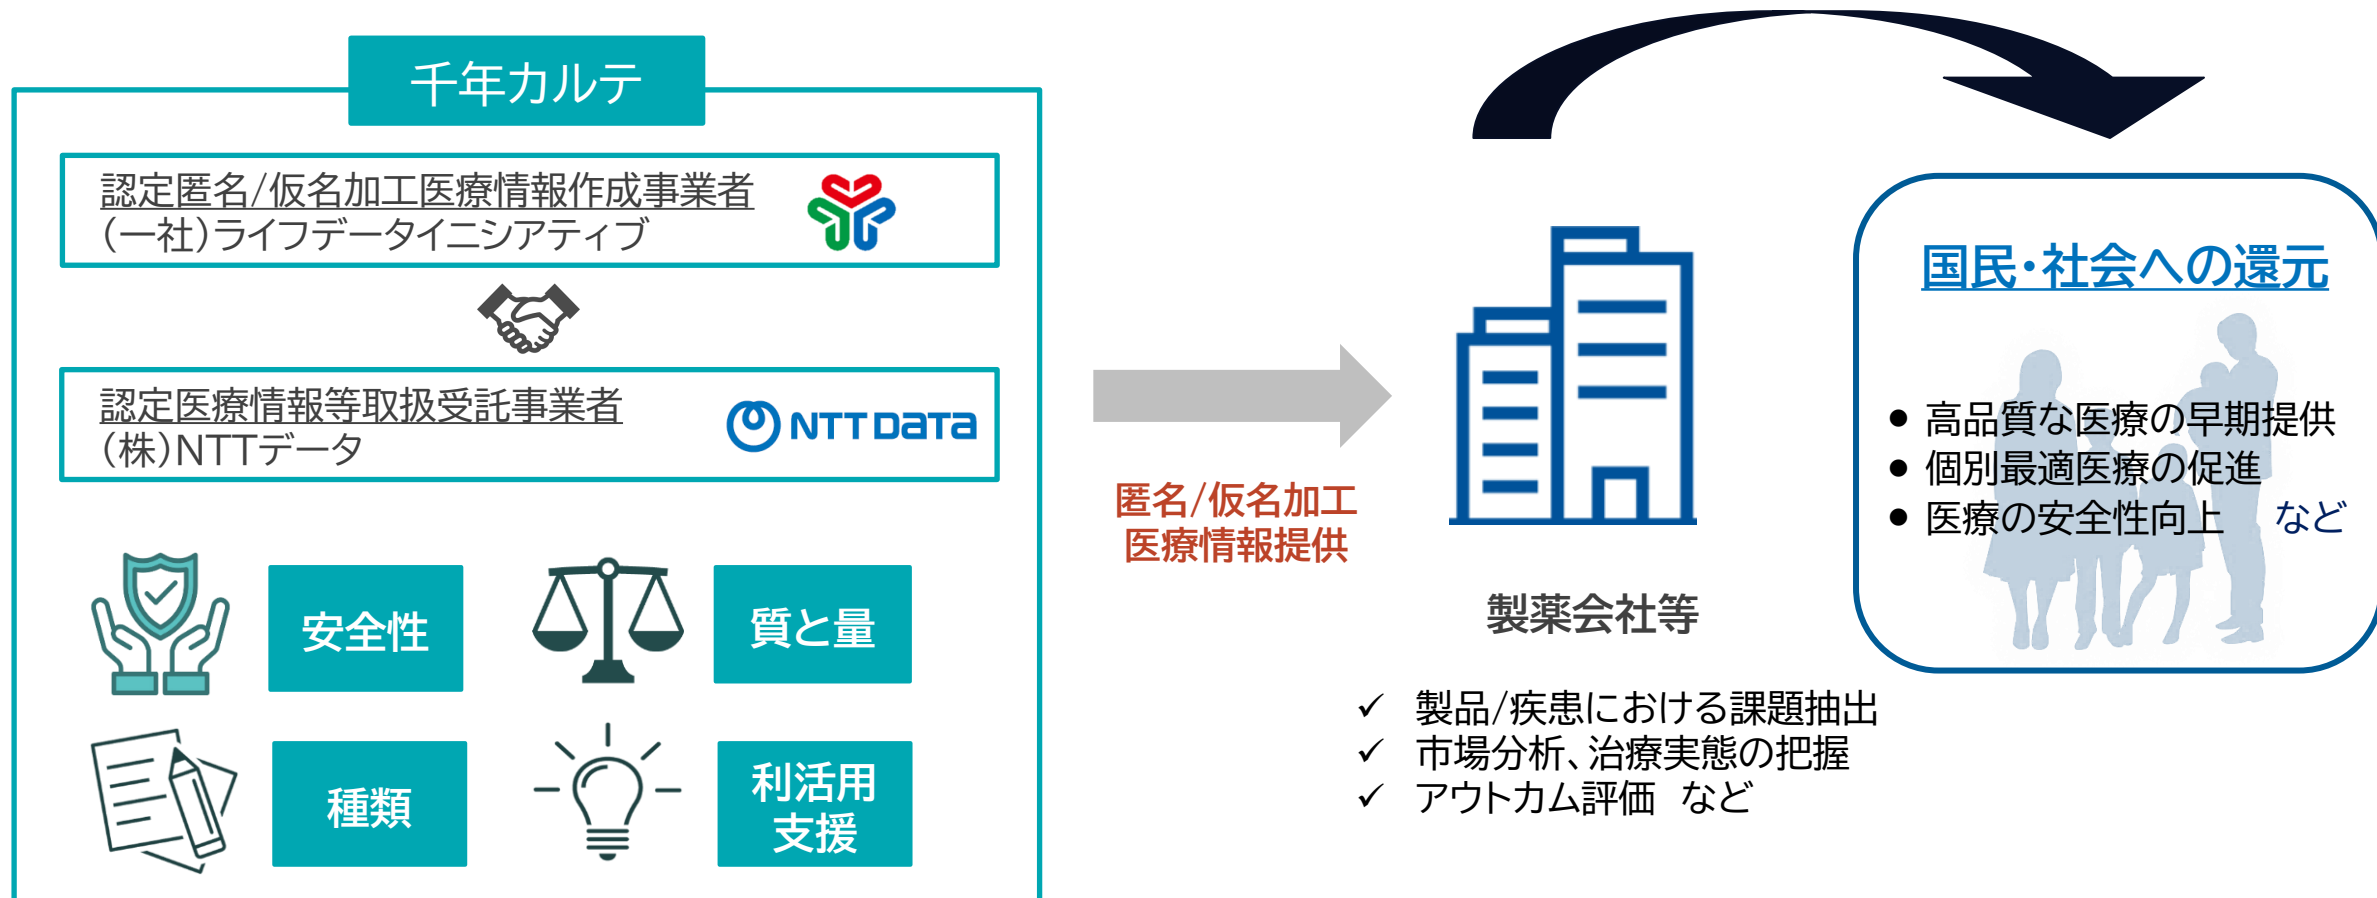 千年カルテ
認定匿名/仮名加工医療情報作成事業者
(一社)ライフデータイニシアティブ
認定医療情報等取扱受託事業者
(株)NTTデータ
NTT DATA
安全性
質と量
種類
利活用
支援
匿名/仮名加工
医療情報提供
製薬会社等
✓ 製品/疾患における課題抽出
✓ 市場分析、治療実態の把握
✓ アウトカム評価 など
国民・社会への還元
● 高品質な医療の早期提供
● 個別最適医療の促進
● 医療の安全性向上 など